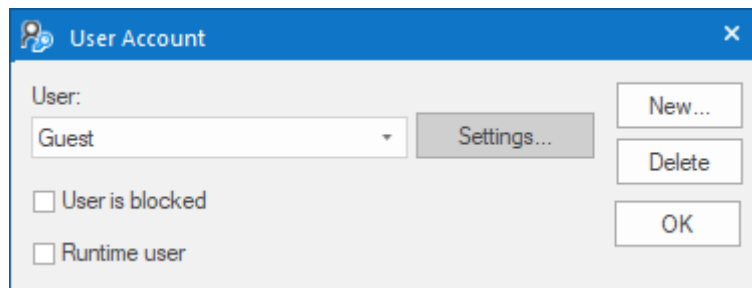 User Account
User:
New...
Guest
Settings...
Delete
User is blocked
OK
Runtime user